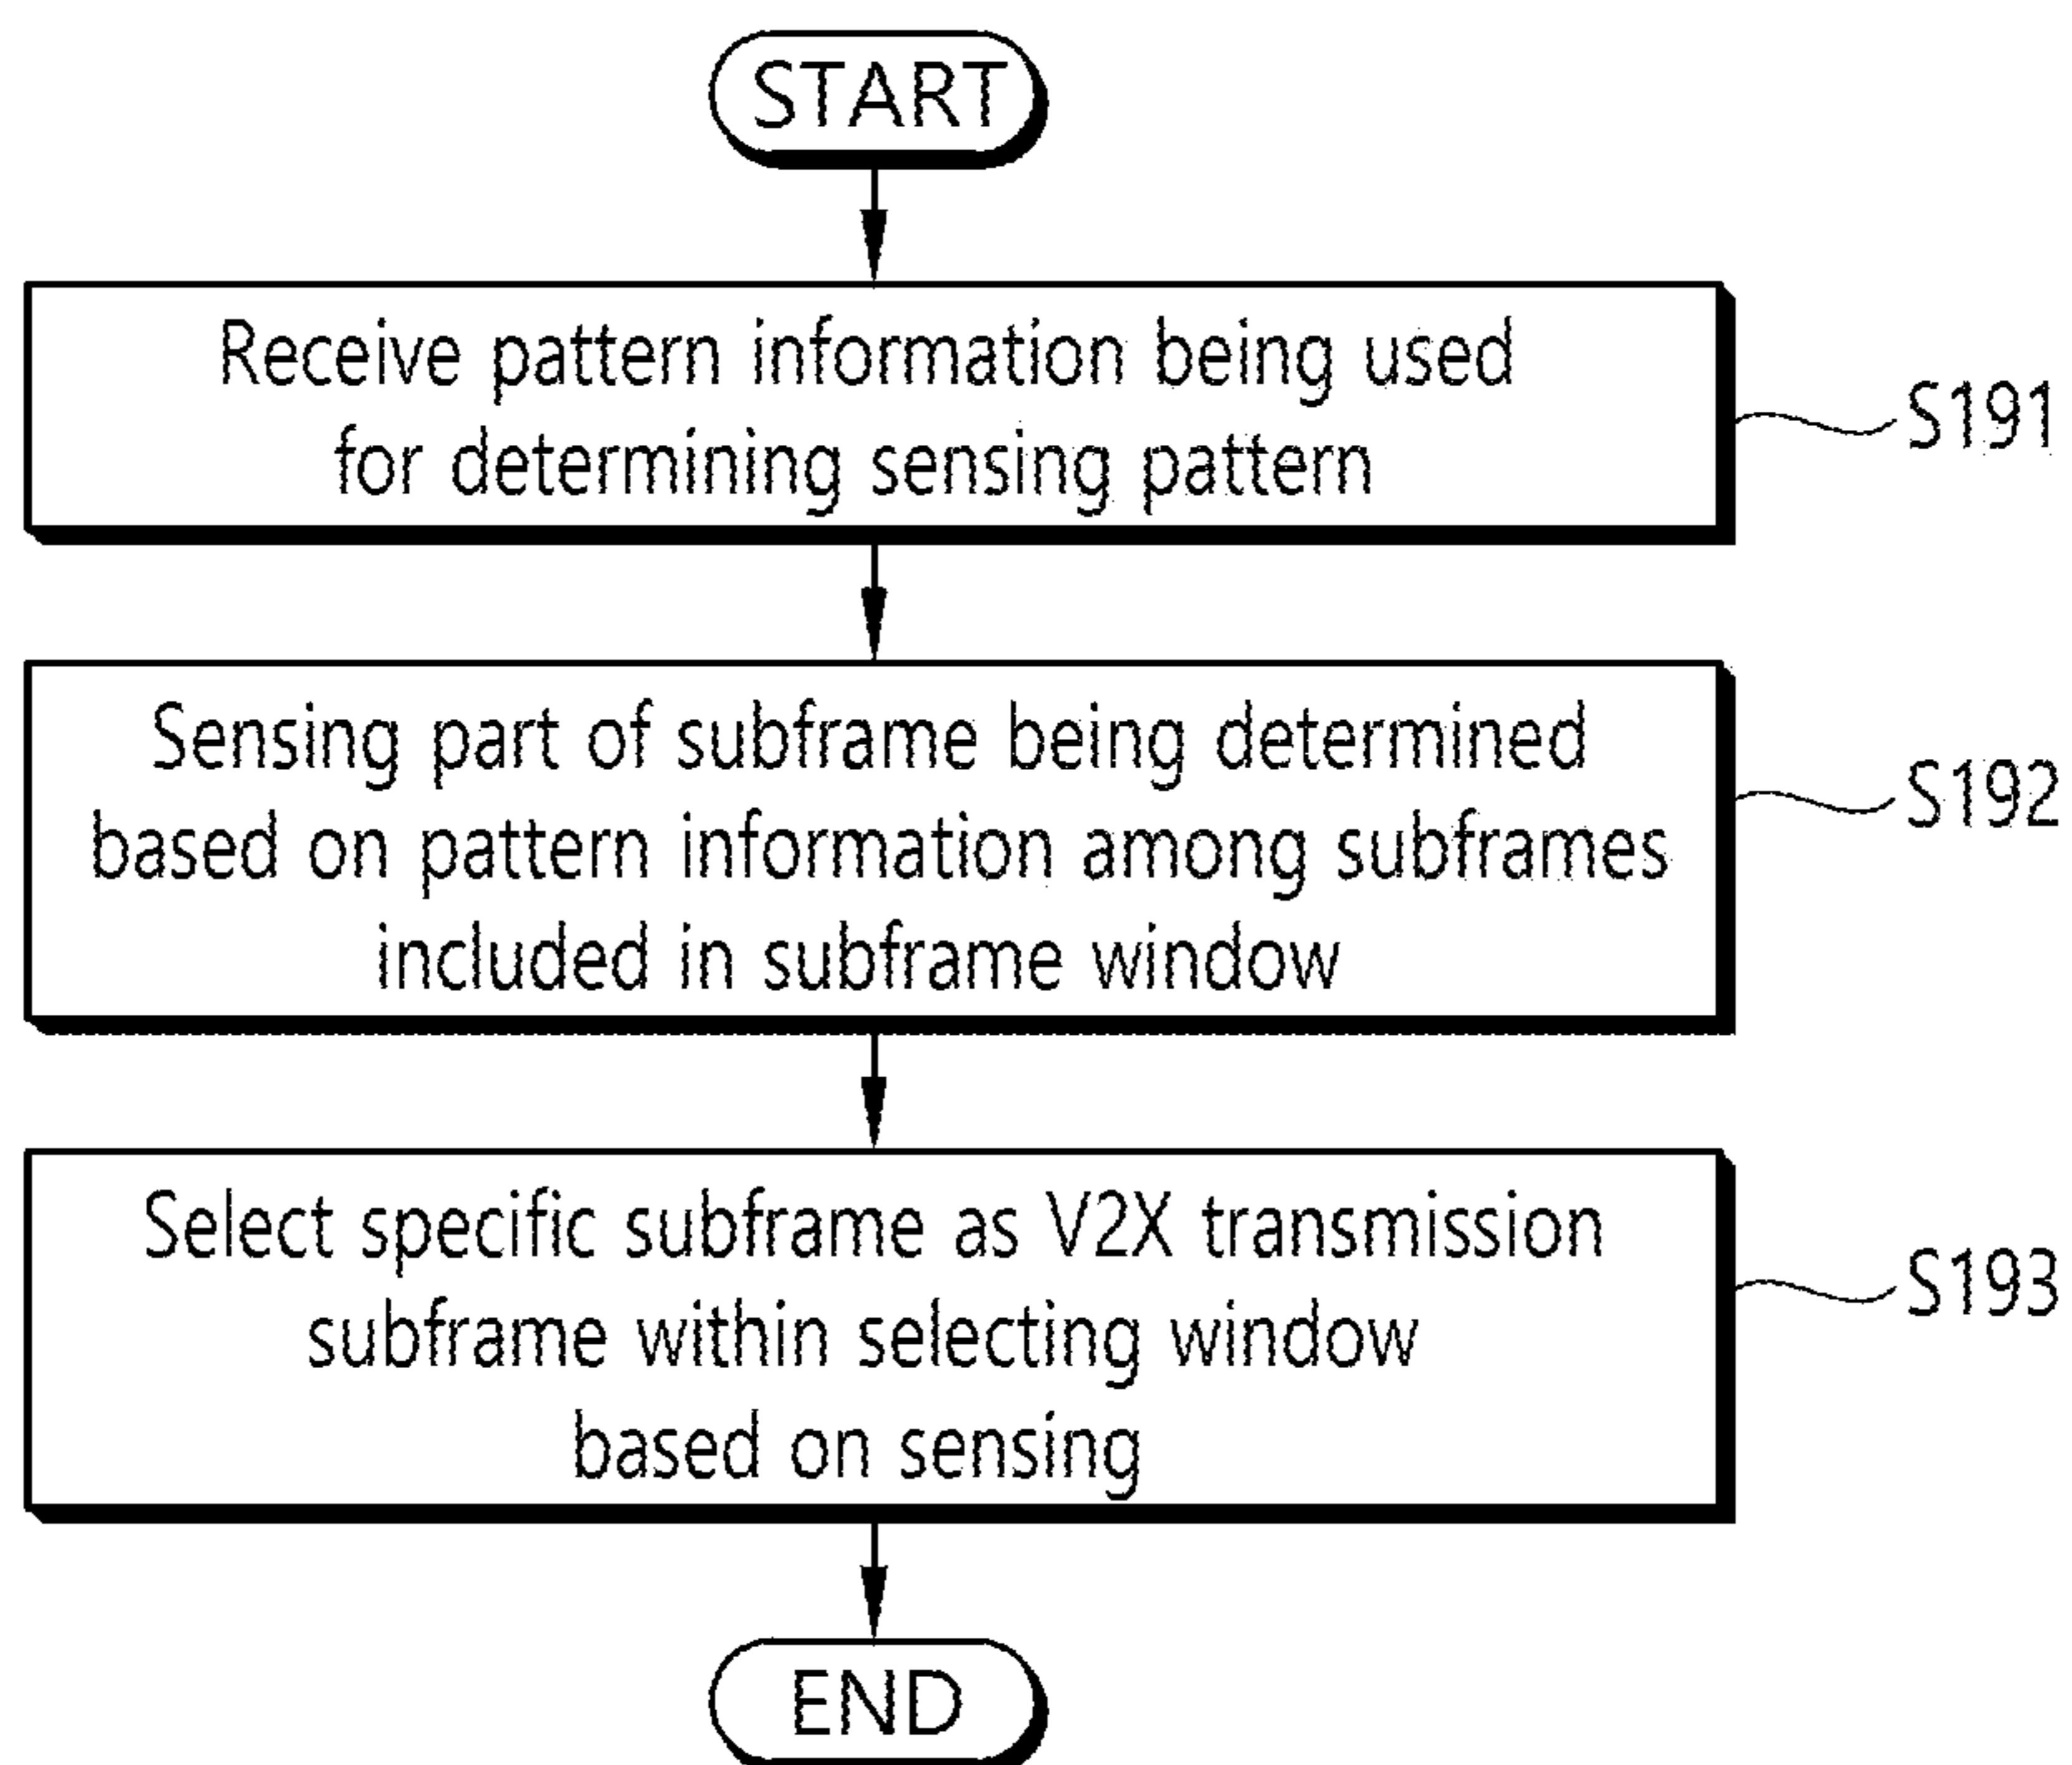 START
Receive pattern information being used
for determining sensing pattern
S191
Sensing part of subframe being determined
based on pattern information among subframes
included in subframe window
S192
Select specific subframe as V2X transmission
subframe within selecting window
based on sensing
S193
END